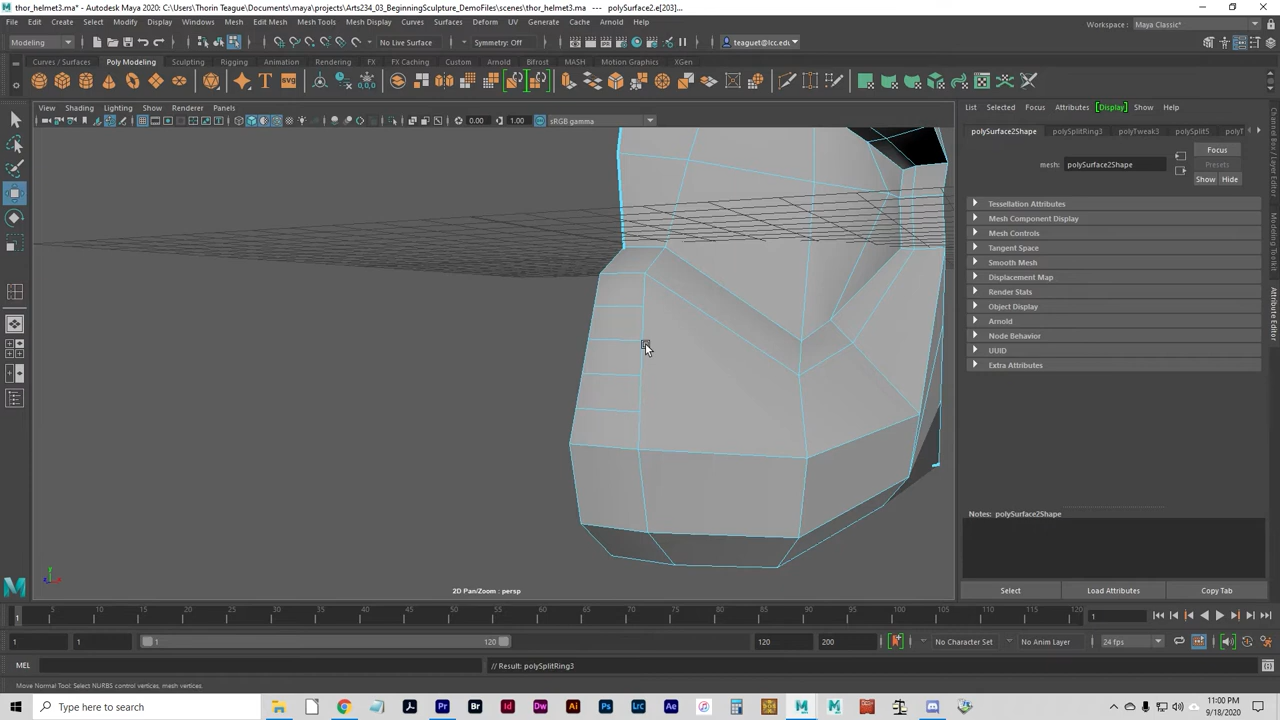 thor_helmet3.ma* - Autodesk Maya 2020: C:\Users\Thorin Teague\Documents\maya\projects\Arts234_03_BeginningSculpture_DemoFiles\scenes\thor_helmet3.ma --- polySurface2.e[203]...
File Edit Create Select Modify Display Windows Mesh Edit Mesh Mesh Tools Mesh Display Curves Surfaces Deform UV Generate Cache Arnold Help
Workspace : Maya Classic*
Modeling No Live Surface Symmetry: Off teaguet@lcc.edu
Curves / Surfaces Poly Modeling Sculpting Rigging Animation Rendering FX FX Caching Custom Arnold Bifrost MASH Motion Graphics XGen
View Shading Lighting Show Renderer Panels
List Selected Focus Attributes Display Show Help
0.00 1.00 sRGB gamma
polySurface2Shape polySplitRing3 polyTweak3 polySplit5 polyT
Focus
mesh: polySurface2Shape
Presets
Show Hide
Tessellation Attributes
Mesh Component Display
Mesh Controls
Tangent Space
Smooth Mesh
Displacement Map
Render Stats
Object Display
Arnold
Node Behavior
UUID
Extra Attributes
Notes: polySurface2Shape
Channel Box / Layer Editor
Modeling Toolkit
Attribute Editor
2D Pan/Zoom : persp
Select Load Attributes Copy Tab
5 10 15 20 25 30 35 40 45 50 55 60 65 70 75 80 85 90 95 100 105 110 115 120
1 1
1 1 1 120 120 200 No Character Set No Anim Layer 24 fps
MEL // Result: polySplitRing3
Move Normal Tool: Select NURBS control vertices, mesh vertices.
Type here to search
11:00 PM
9/18/2020